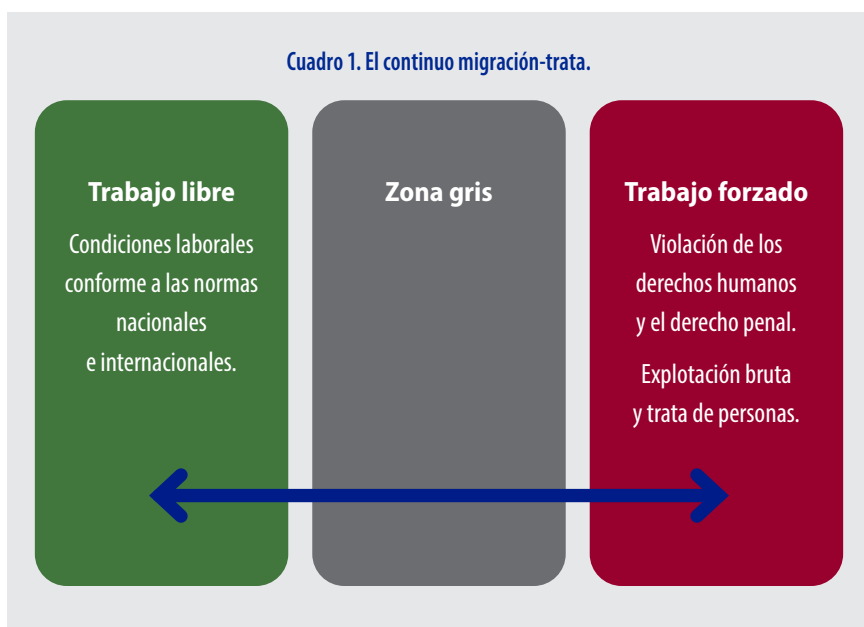 Cuadro 1. El continuo migración-trata.
Trabajo libre
Condiciones laborales
conforme a las normas
nacionales
e internacionales.
Zona gris
Trabajo forzado
Violación de los
derechos humanos
y el derecho penal.
Explotación bruta
y trata de personas.